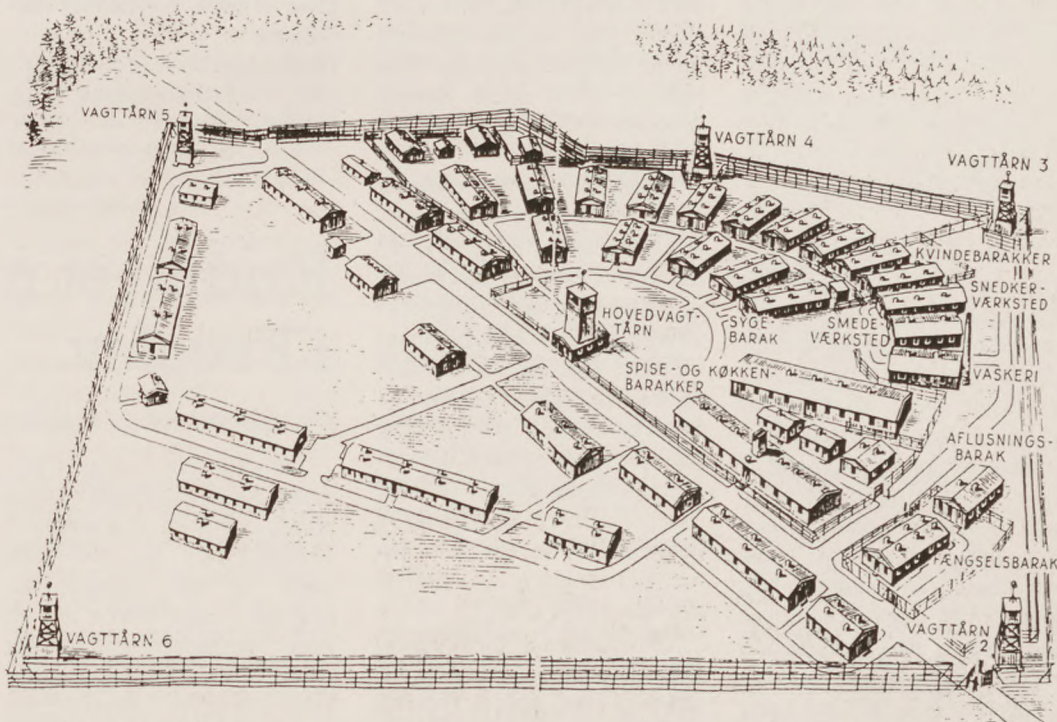 VAGTTÅRN 5
VAGTTÅRN 4
VAGTTÅRN 3
KVINDEBARAKKER
SNEDKER-
VÆRKSTED
HOVEDVAGT-
TÅRN
SYGE-
BARAK
SMEDE-
VÆRKSTED
VASKERI
SPISE- OG KØKKEN-
BARAKKER
AFLUSNINGS-
BARAK
FÆNGSELSBARAK
VAGTTÅRN 6
VAGTTÅRN
2